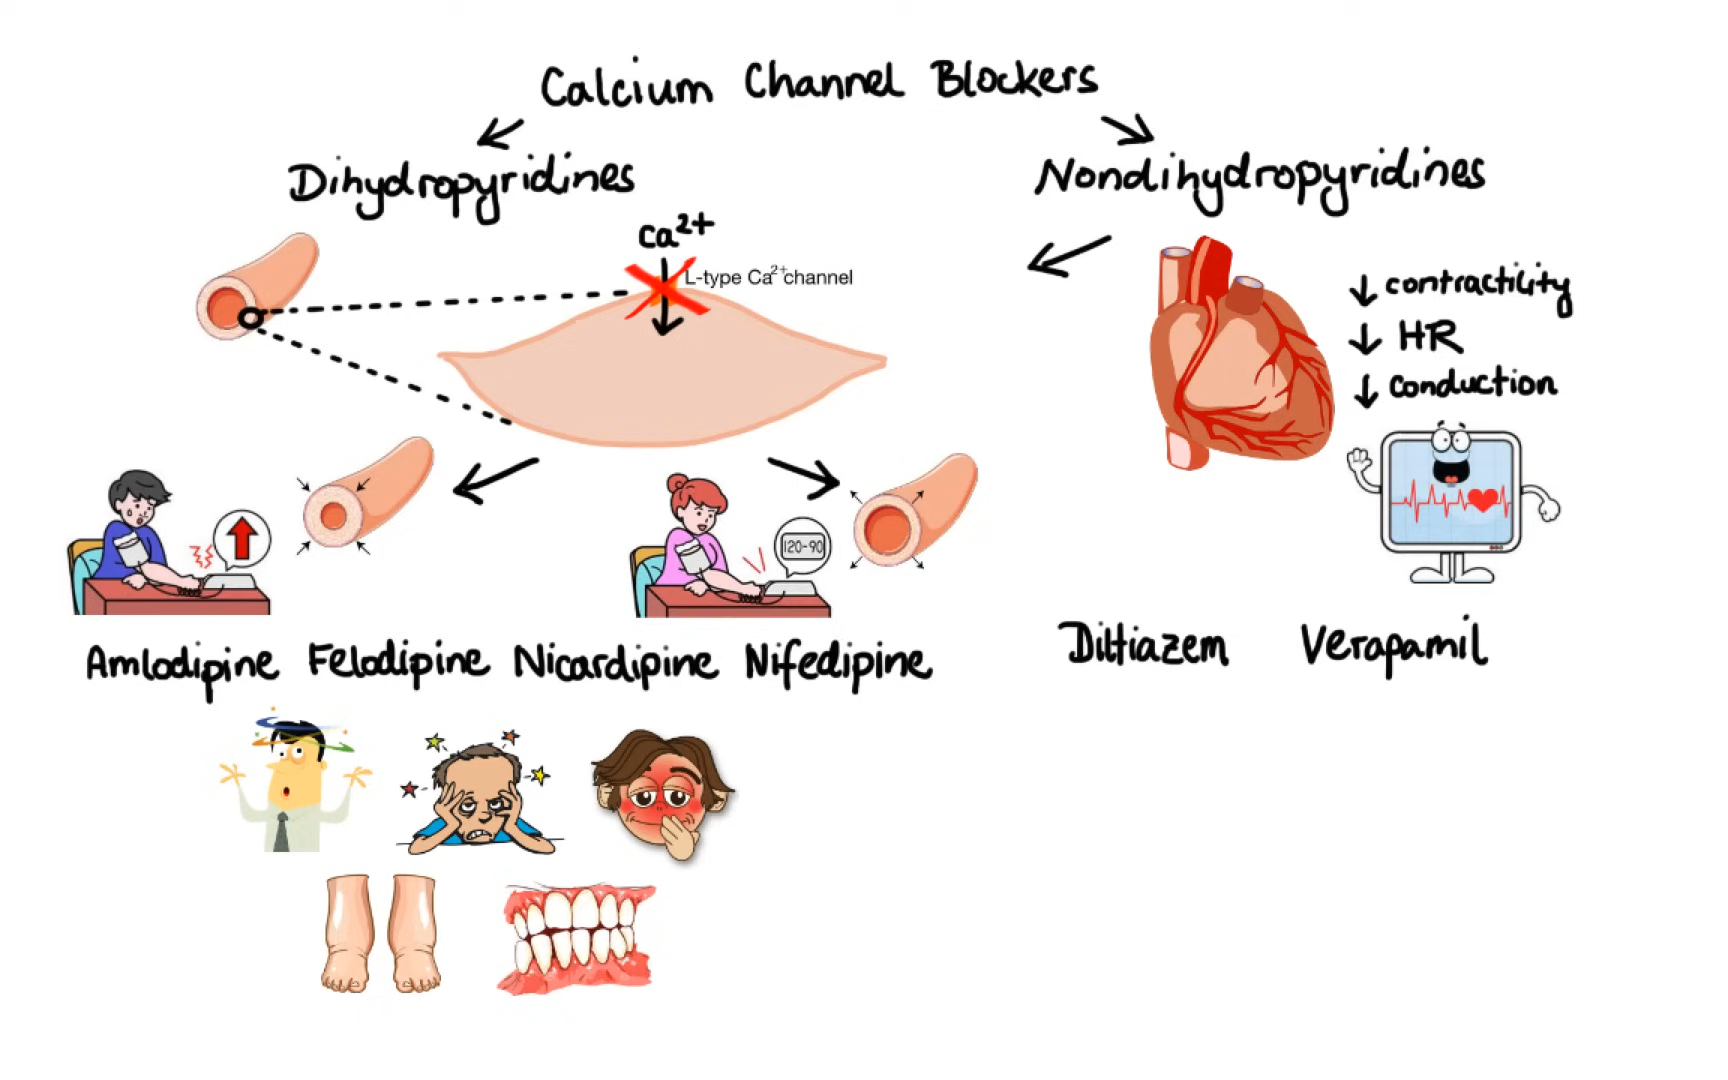 Calcium Channel Blockers
Dihydropyridines
Nondihydropyridines
Ca²⁺
L-type Ca²⁺channel
↓ contractility
↓ HR
↓ conduction
120-90
Amlodipine Felodipine Nicardipine Nifedipine
Diltiazem Verapamil